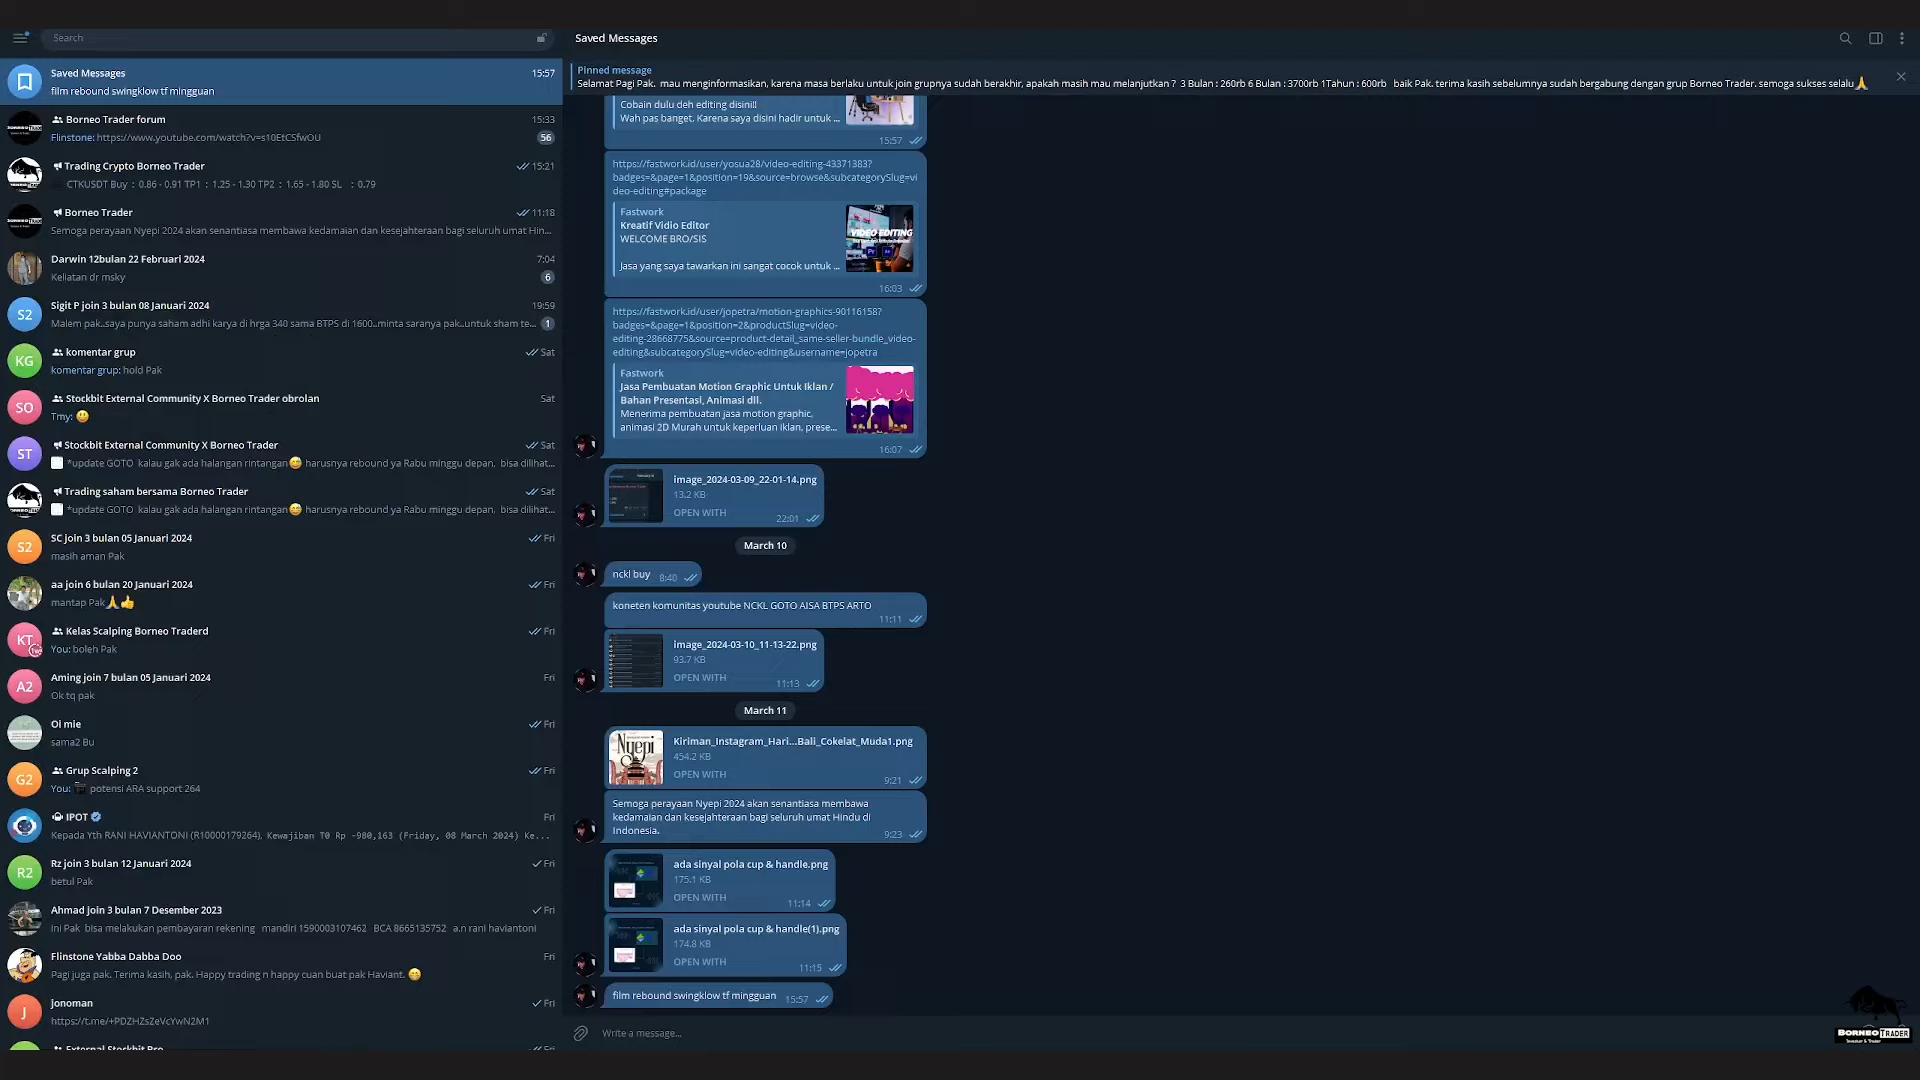 Search
Saved Messages
15:57
film rebound swingklow tf mingguan
Borneo Trader forum
15:33
Flinstone: https://www.youtube.com/watch?v=s10EtCSfwOU
56
Trading Crypto Borneo Trader
15:21
CTKUSDT Buy : 0.86 - 0.91 TP1 : 1.25 - 1.30 TP2 : 1.65 - 1.80 SL : 0.79
Borneo Trader
11:18
Semoga perayaan Nyepi 2024 akan senantiasa membawa kedamaian dan kesejahteraan bagi seluruh umat Hin...
Darwin 12bulan 22 Februari 2024
7:04
Keliatan dr msky
6
S2
Sigit P join 3 bulan 08 Januari 2024
19:59
Malem pak..saya punya saham adhi karya di hrga 340 sama BTPS di 1600..minta saranya pak..untuk sham te...
1
KG
komentar grup
Sat
komentar grup: hold Pak
SO
Stockbit External Community X Borneo Trader obrolan
Sat
Tmy: 😃
ST
Stockbit External Community X Borneo Trader
Sat
*update GOTO kalau gak ada halangan rintangan😅 harusnya rebound ya Rabu minggu depan, bisa dilihat...
Trading saham bersama Borneo Trader
Sat
*update GOTO kalau gak ada halangan rintangan😅 harusnya rebound ya Rabu minggu depan, bisa dilihat...
S2
SC join 3 bulan 05 Januari 2024
Fri
masih aman Pak
aa join 6 bulan 20 Januari 2024
Fri
mantap Pak🙏👍
KT
Kelas Scalping Borneo Traderd
Fri
You: boleh Pak
A2
Aming join 7 bulan 05 Januari 2024
Fri
Ok tq pak
Oi mie
Fri
sama2 Bu
G2
Grup Scalping 2
Fri
You: potensi ARA support 264
IPOT
Fri
Kepada Yth RANI HAVIANTONI (R10000179264), Kewajiban T0 Rp -980,163 (Friday, 08 March 2024) Ke...
R2
Rz join 3 bulan 12 Januari 2024
Fri
betul Pak
Ahmad join 3 bulan 7 Desember 2023
Fri
ini Pak bisa melakukan pembayaran rekening mandiri 1590003107462 BCA 8665135752 a.n rani haviantoni
Flinstone Yabba Dabba Doo
Fri
Pagi juga pak. Terima kasih, pak. Happy trading n happy cuan buat pak Haviant. 😁
J
Jonoman
Fri
https://t.me/+PDZHZsZeVcYwN2M1
External Stockbit Pro
Fri
Saved Messages
Pinned message
Selamat Pagi Pak. mau menginformasikan, karena masa berlaku untuk join grupnya sudah berakhir, apakah masih mau melanjutkan ? 3 Bulan : 260rb 6 Bulan : 3700rb 1Tahun : 600rb baik Pak. terima kasih sebelumnya sudah bergabung dengan grup Borneo Trader. semoga sukses selalu🙏
Cobain dulu deh editing disini!!
Wah pas banget. Karena saya disini hadir untuk ...
15:57
https://fastwork.id/user/yosua28/video-editing-43371383?
badges=&page=1&position=19&source=browse&subcategorySlug=vi
deo-editing#package
Fastwork
Kreatif Vidio Editor
WELCOME BRO/SIS
Jasa yang saya tawarkan ini sangat cocok untuk ...
VIDEO EDITING
16:03
https://fastwork.id/user/jopetra/motion-graphics-90116158?
badges=&page=1&position=2&productSlug=video-
editing-28668775&source=product-detail_same-seller-bundle_video-
editing&subcategorySlug=video-editing&username=jopetra
Fastwork
Jasa Pembuatan Motion Graphic Untuk Iklan /
Bahan Presentasi, Animasi dll.
Menerima pembuatan jasa motion graphic,
animasi 2D Murah untuk keperluan iklan, prese...
16:07
image_2024-03-09_22-01-14.png
13.2 KB
OPEN WITH
22:01
March 10
nckl buy
8:40
koneten komunitas youtube NCKL GOTO AISA BTPS ARTO
11:11
image_2024-03-10_11-13-22.png
93.7 KB
OPEN WITH
11:13
March 11
Nyepi
Kiriman_Instagram_Hari...Bali_Cokelat_Muda1.png
454.2 KB
OPEN WITH
9:21
Semoga perayaan Nyepi 2024 akan senantiasa membawa
kedamaian dan kesejahteraan bagi seluruh umat Hindu di
Indonesia.
9:23
ada sinyal pola cup & handle.png
175.1 KB
OPEN WITH
11:14
ada sinyal pola cup & handle(1).png
174.8 KB
OPEN WITH
11:15
film rebound swingklow tf mingguan
15:57
Write a message...
BORNEO TRADER
Investor & Trader